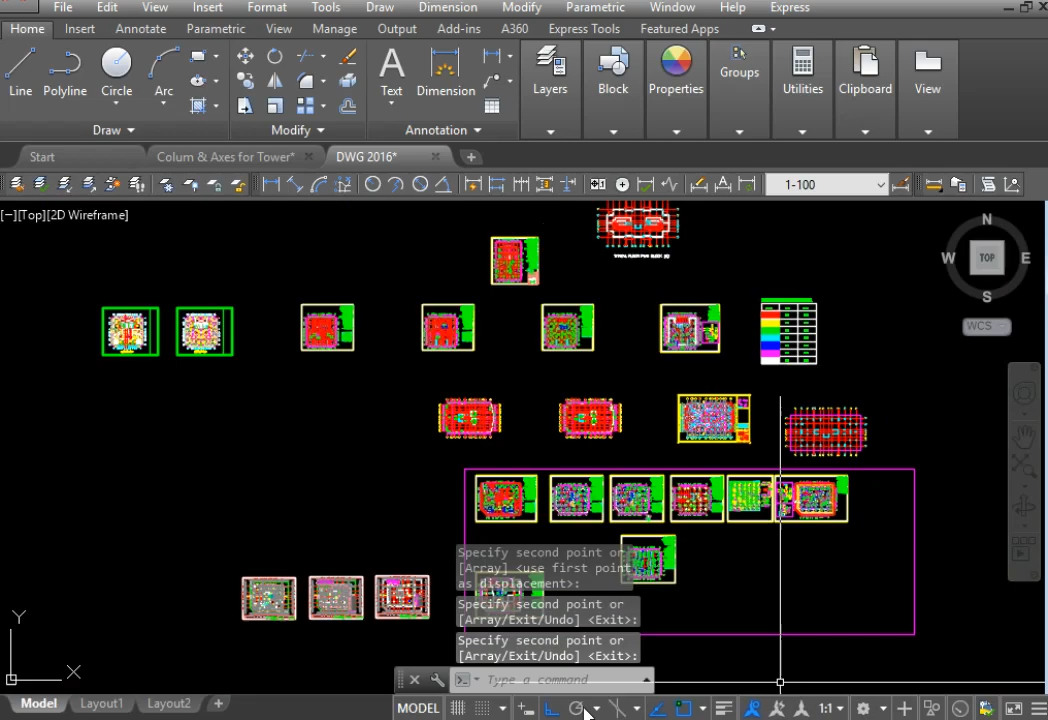 File Edit View Insert Format Tools Draw Dimension Modify Parametric Window Help Express
Home Insert Annotate Parametric View Manage Output Add-ins A360 Express Tools Featured Apps
Line Polyline Circle Arc Text Dimension Layers Block Properties Groups Utilities Clipboard View
Draw Modify Annotation
Start Colum & Axes for Tower* DWG 2016*
1-100
[−][Top][2D Wireframe]
N
W TOP E
S
WCS
Specify second point or
[Array] <use first point
as displacement>:
Specify second point or
[Array/Exit/Undo] <Exit>:
Specify second point or
[Array/Exit/Undo] <Exit>:
Y
X
Type a command
Model Layout1 Layout2 + MODEL 1:1